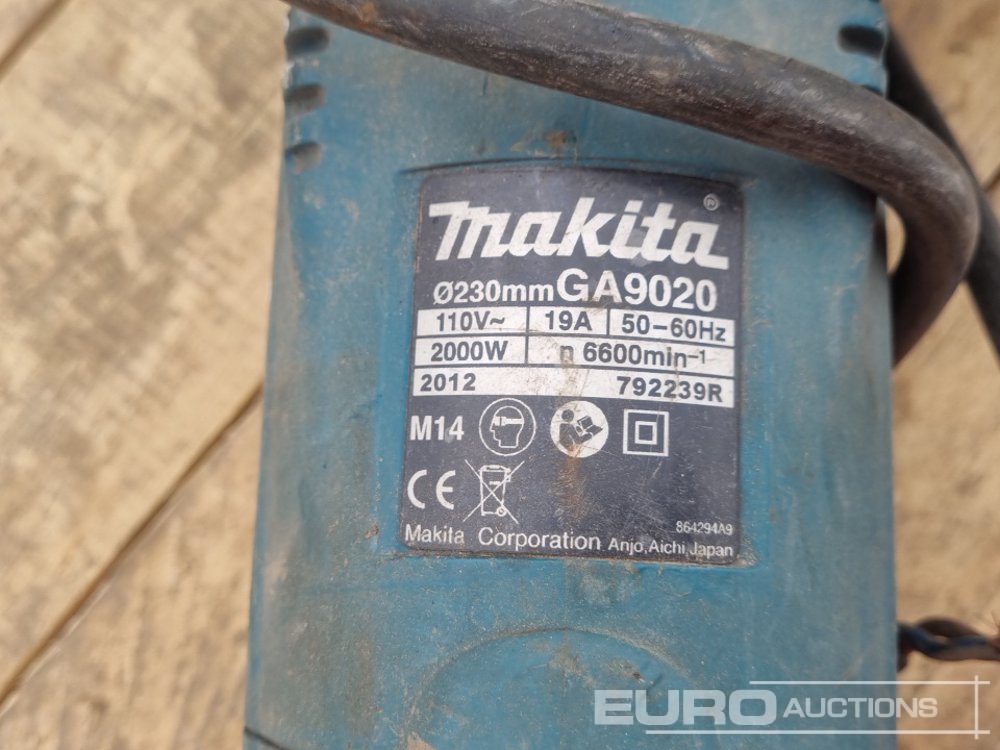 makita ®
Ø230mm GA9020
110V~ 19A 50-60Hz
2000W n 6600min⁻¹
2012 792239R
M14
CE
864294A9
Makita Corporation Anjo,Aichi,Japan
EURO AUCTIONS